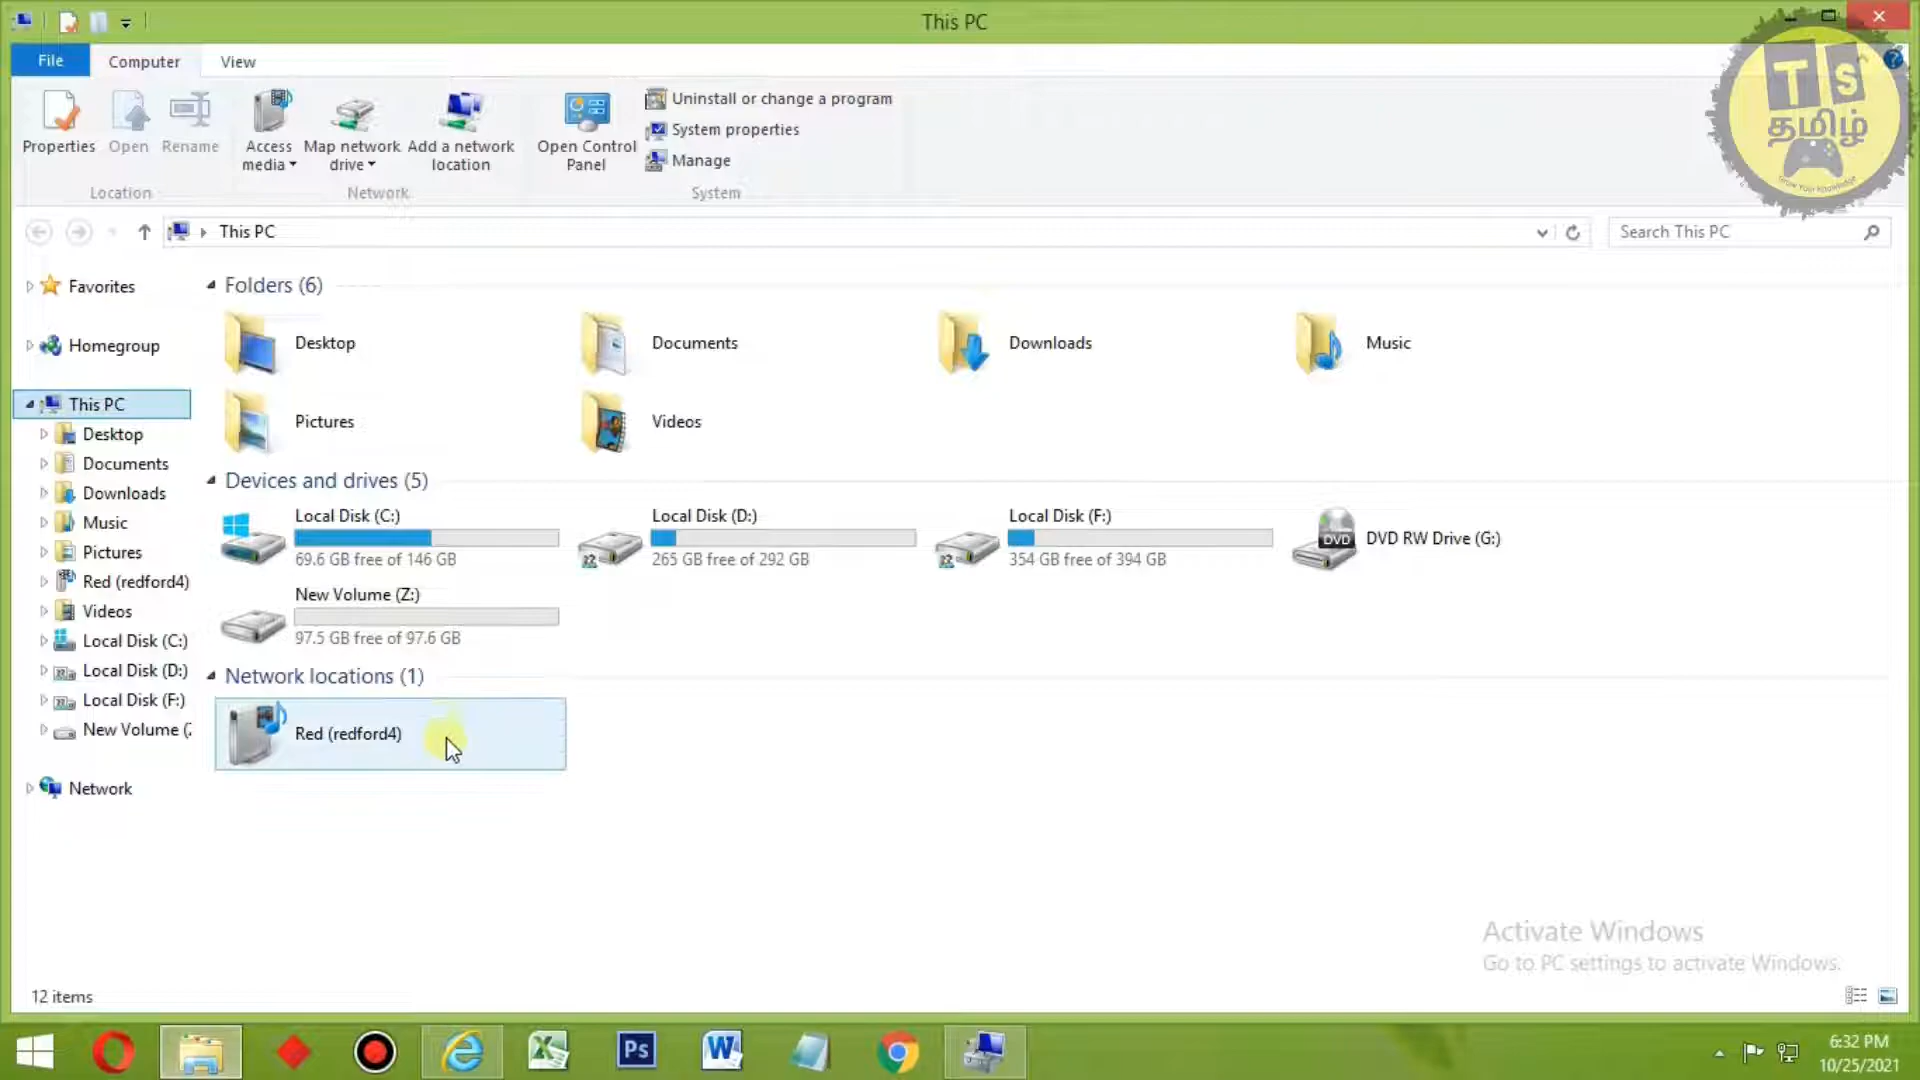 This PC
File
Computer
View
Properties
Open
Rename
Access media
Map network drive
Add a network location
Open Control Panel
Uninstall or change a program
System properties
Manage
Location
Network
System
TS
தமிழ்
Grow Your Knowledge
This PC
Search This PC
Favorites
Homegroup
This PC
Desktop
Documents
Downloads
Music
Pictures
Red (redford4)
Videos
Local Disk (C:)
Local Disk (D:)
Local Disk (F:)
New Volume (Z
Network
Folders (6)
Desktop
Documents
Downloads
Music
Pictures
Videos
Devices and drives (5)
Local Disk (C:)
69.6 GB free of 146 GB
Local Disk (D:)
265 GB free of 292 GB
Local Disk (F:)
354 GB free of 394 GB
DVD
DVD RW Drive (G:)
New Volume (Z:)
97.5 GB free of 97.6 GB
Network locations (1)
Red (redford4)
Activate Windows
Go to PC settings to activate Windows.
12 items
Ps
6:32 PM
10/25/2021